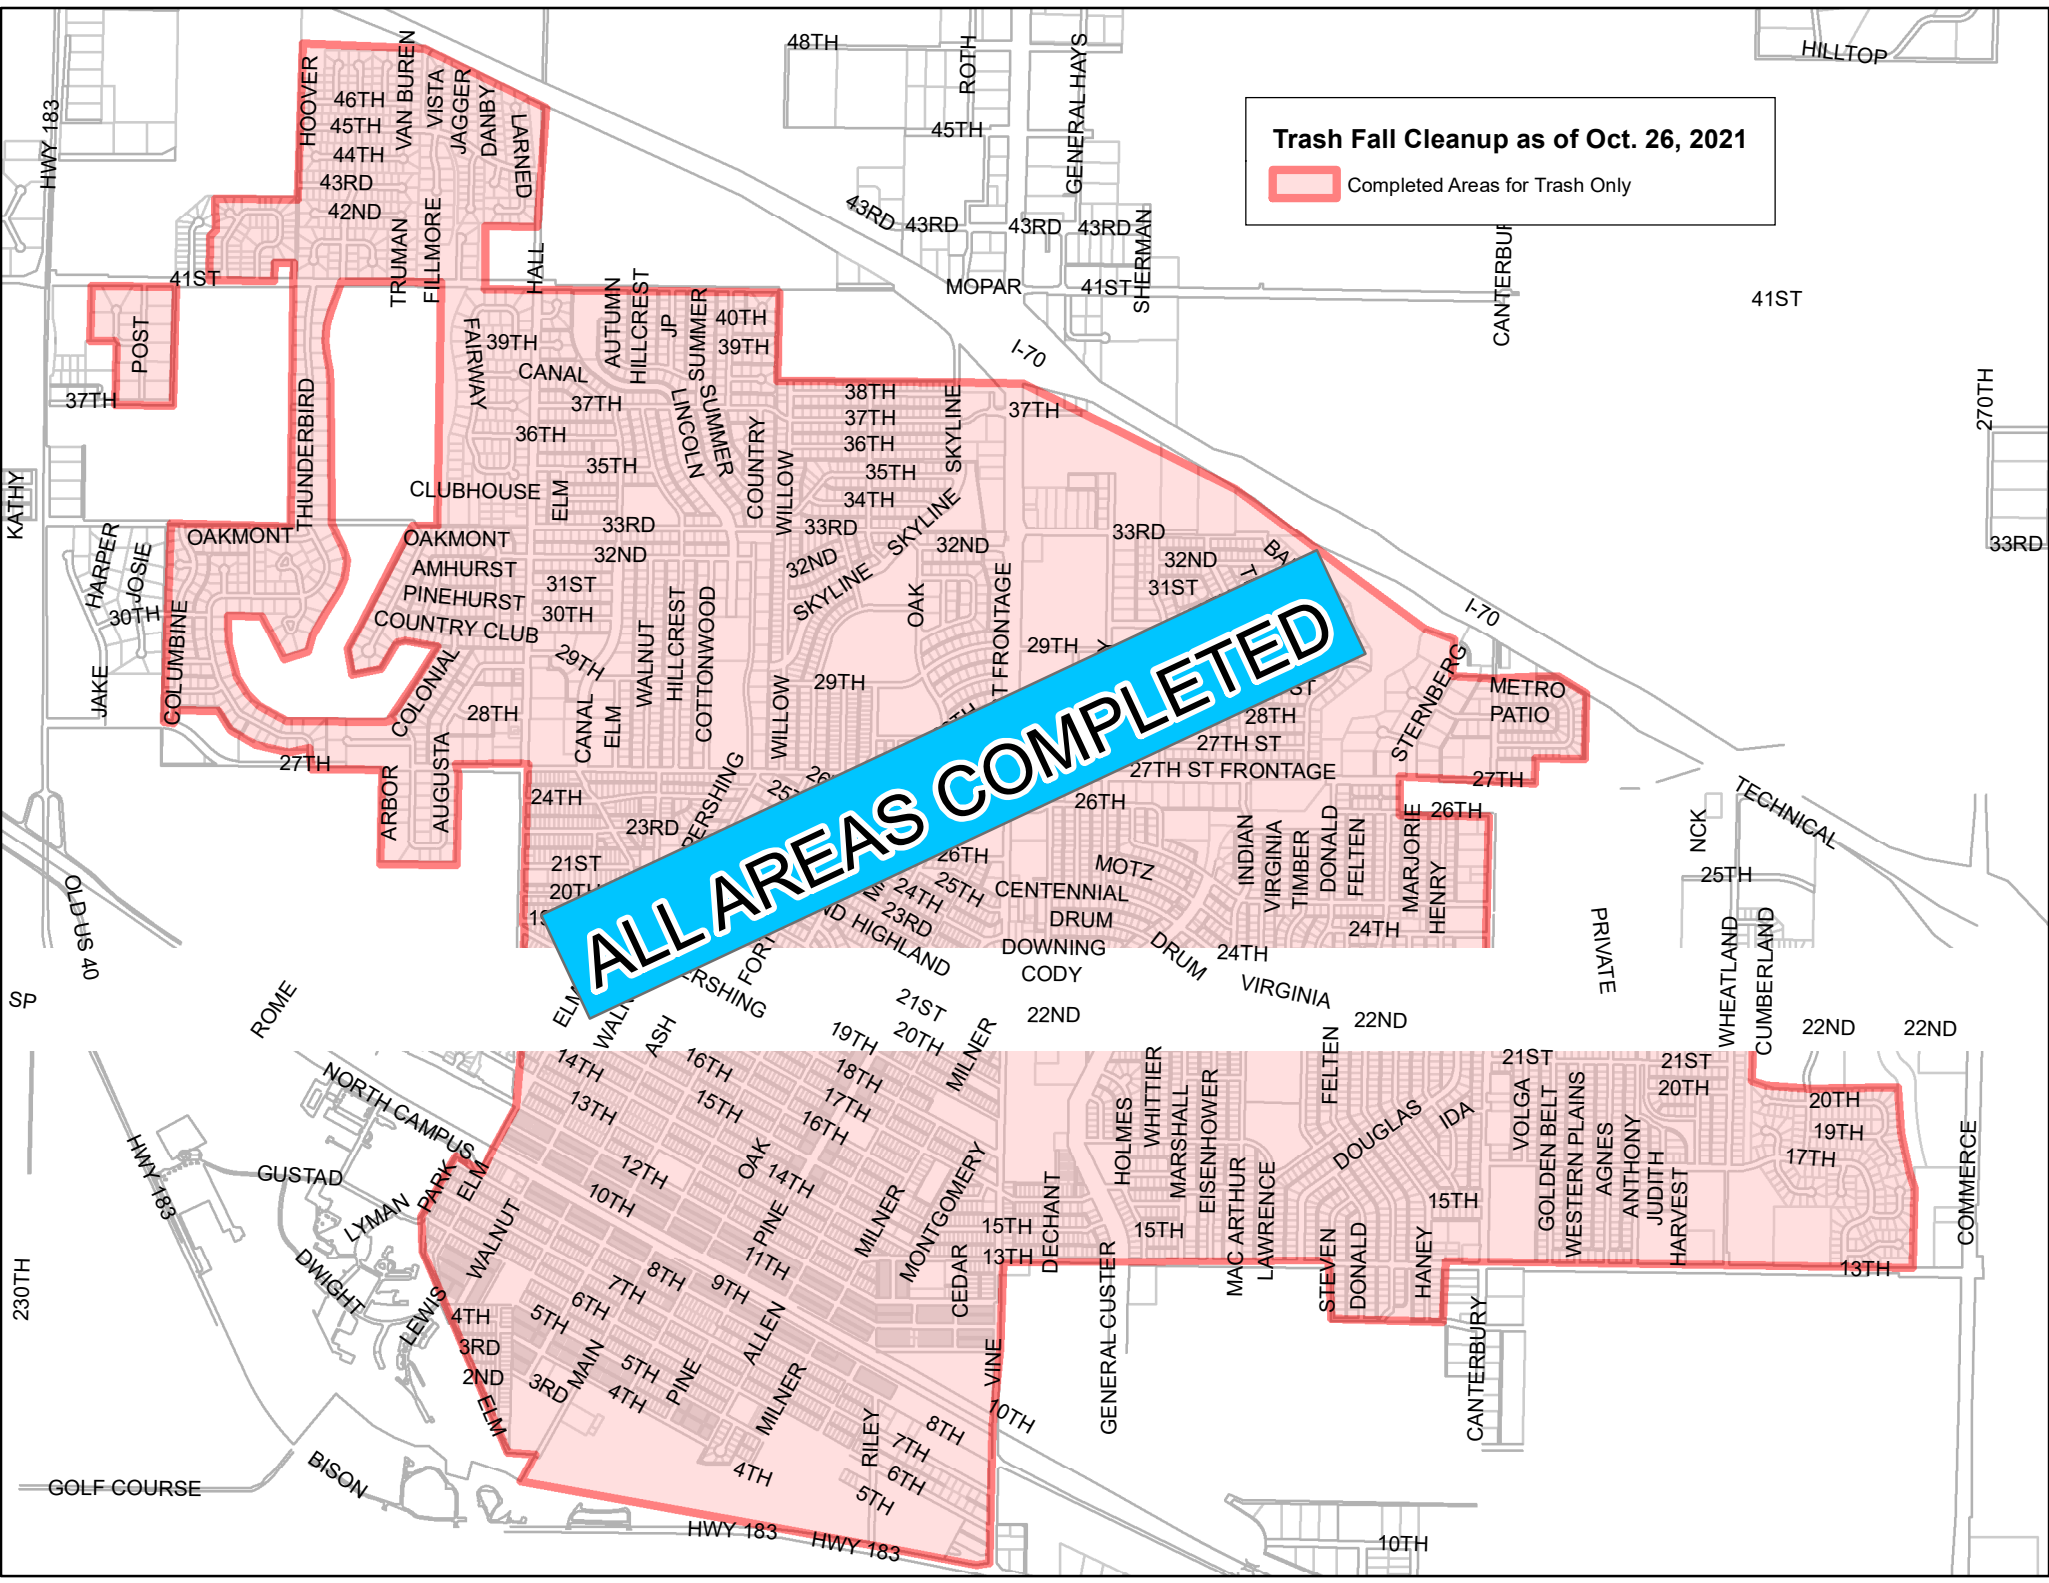 48TH
ROTH
GENERAL HAYS
HILLTOP
HOOVER
46TH
VAN BUREN
VISTA
JAGGER
DANBY
LARNED
45TH
44TH
43RD
42ND
HWY 183
45TH
Trash Fall Cleanup as of Oct. 26, 2021
Completed Areas for Trash Only
43RD
43RD
43RD
43RD
SHERMAN
TRUMAN
FILLMORE
HALL
41ST
MOPAR
41ST
41ST
POST
FAIRWAY
39TH
AUTUMN
HILLCREST
JP
SUMMER
40TH
39TH
I-70
CANAL
37TH
37TH
THUNDERBIRD
36TH
LINCOLN
SUMMER
38TH
37TH
36TH
SKYLINE
37TH
270TH
35TH
COUNTRY
WILLOW
35TH
34TH
KATHY
CLUBHOUSE
ELM
33RD
33RD
SKYLINE
33RD
33RD
HARPER
JOSIE
OAKMONT
OAKMONT
32ND
32ND
32ND
32ND
AMHURST
31ST
SKYLINE
OAK
31ST
30TH
PINEHURST
30TH
COUNTRY CLUB
COLUMBINE
JAKE
29TH
WALNUT
HILLCREST
COTTONWOOD
29TH
29TH
I-70
COLONIAL
28TH
CANAL
ELM
WILLOW
28TH
STERNBERG
METRO
PATIO
27TH
27TH ST
27TH ST FRONTAGE
27TH
ARBOR
AUGUSTA
24TH
23RD
PERSHING
26TH
26TH
TECHNICAL
21ST
20TH
ALL AREAS COMPLETED
26TH
25TH
24TH
23RD
MOTZ
CENTENNIAL
DRUM
INDIAN
VIRGINIA
TIMBER
DONALD
FELTEN
MARJORIE
HENRY
NCK
25TH
OLD US 40
HIGHLAND
DOWNING
CODY
DRUM
24TH
24TH
VIRGINIA
PRIVATE
WHEATLAND
CUMBERLAND
SP
ROME
ASH
21ST
20TH
19TH
MILNER
22ND
22ND
22ND
22ND
FELTEN
NORTH CAMPUS
14TH
16TH
18TH
17TH
16TH
13TH
15TH
21ST
21ST
20TH
20TH
19TH
17TH
HOLMES
WHITTIER
MARSHALL
EISENHOWER
MAC ARTHUR
LAWRENCE
DOUGLAS
IDA
VOLGA
GOLDEN BELT
WESTERN PLAINS
AGNES
ANTHONY
JUDITH
HARVEST
COMMERCE
HWY 183
GUSTAD
LYMAN
PARK
ELM
12TH
10TH
OAK
14TH
PINE
MILNER
MONTGOMERY
15TH
DECHANT
15TH
15TH
230TH
DWIGHT
WALNUT
11TH
CEDAR
13TH
GENERAL CUSTER
STEVEN
DONALD
HANEY
13TH
LEWIS
4TH
3RD
2ND
ELM
8TH
7TH
6TH
5TH
9TH
ALLEN
MAIN
5TH
4TH
3RD
PINE
MILNER
VINE
CANTERBURY
10TH
RILEY
8TH
7TH
6TH
5TH
4TH
GOLF COURSE
BISON
HWY 183
HWY 183
10TH